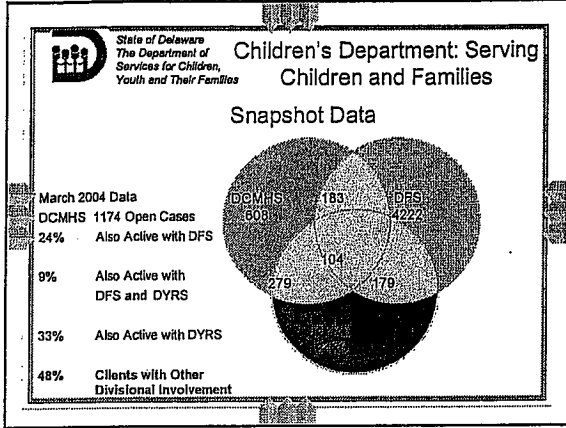 State of Delaware
The Department of
Services for Children,
Youth and Their Families
Children's Department: Serving
Children and Families
Snapshot Data
March 2004 Data
DCMHS 1174 Open Cases
24% Also Active with DFS
9% Also Active with
DFS and DYRS
33% Also Active with DYRS
48% Clients with Other
Divisional Involvement
DCMHS
608
183
DFS
4222
104
279
179